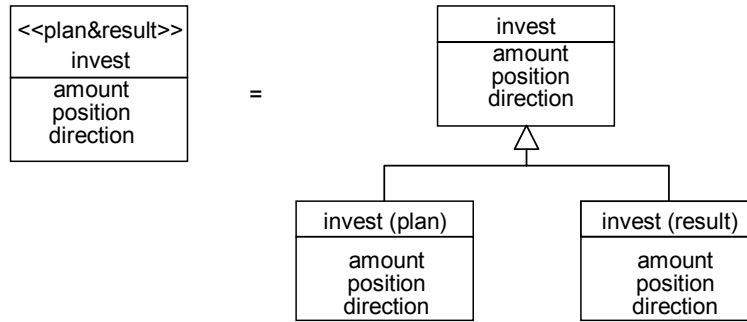 <<plan&result>>
invest
amount
position
direction
=
invest
amount
position
direction
invest (plan)
amount
position
direction
invest (result)
amount
position
direction